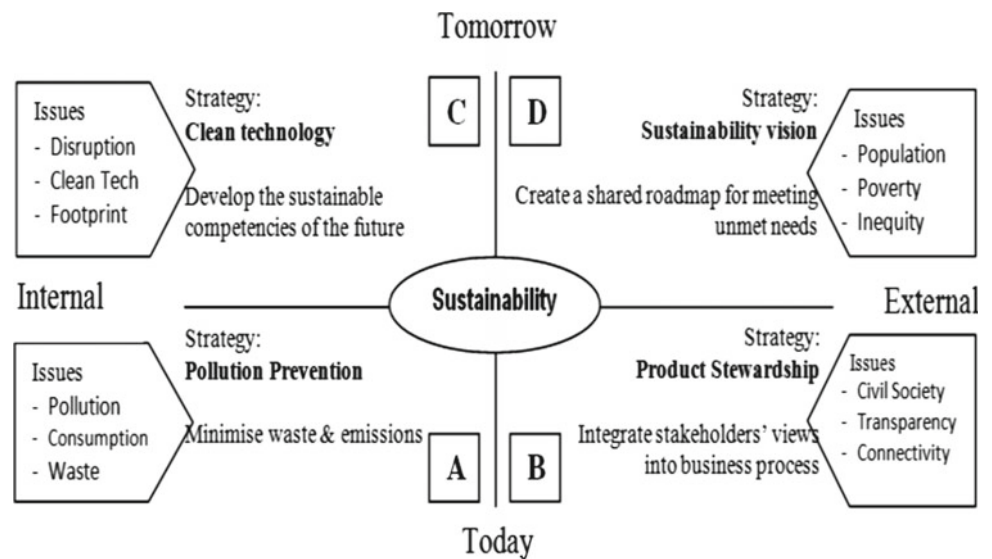 Tomorrow
Issues
- Disruption
- Clean Tech
- Footprint
Strategy:
Clean technology
Develop the sustainable
competencies of the future
C
D
Strategy:
Sustainability vision
Create a shared roadmap for meeting
unmet needs
Issues
- Population
- Poverty
- Inequity
Internal
Sustainability
External
Issues
- Pollution
- Consumption
- Waste
Strategy:
Pollution Prevention
Minimise waste & emissions
A
B
Strategy:
Product Stewardship
Integrate stakeholders' views
into business process
Issues
- Civil Society
- Transparency
- Connectivity
Today